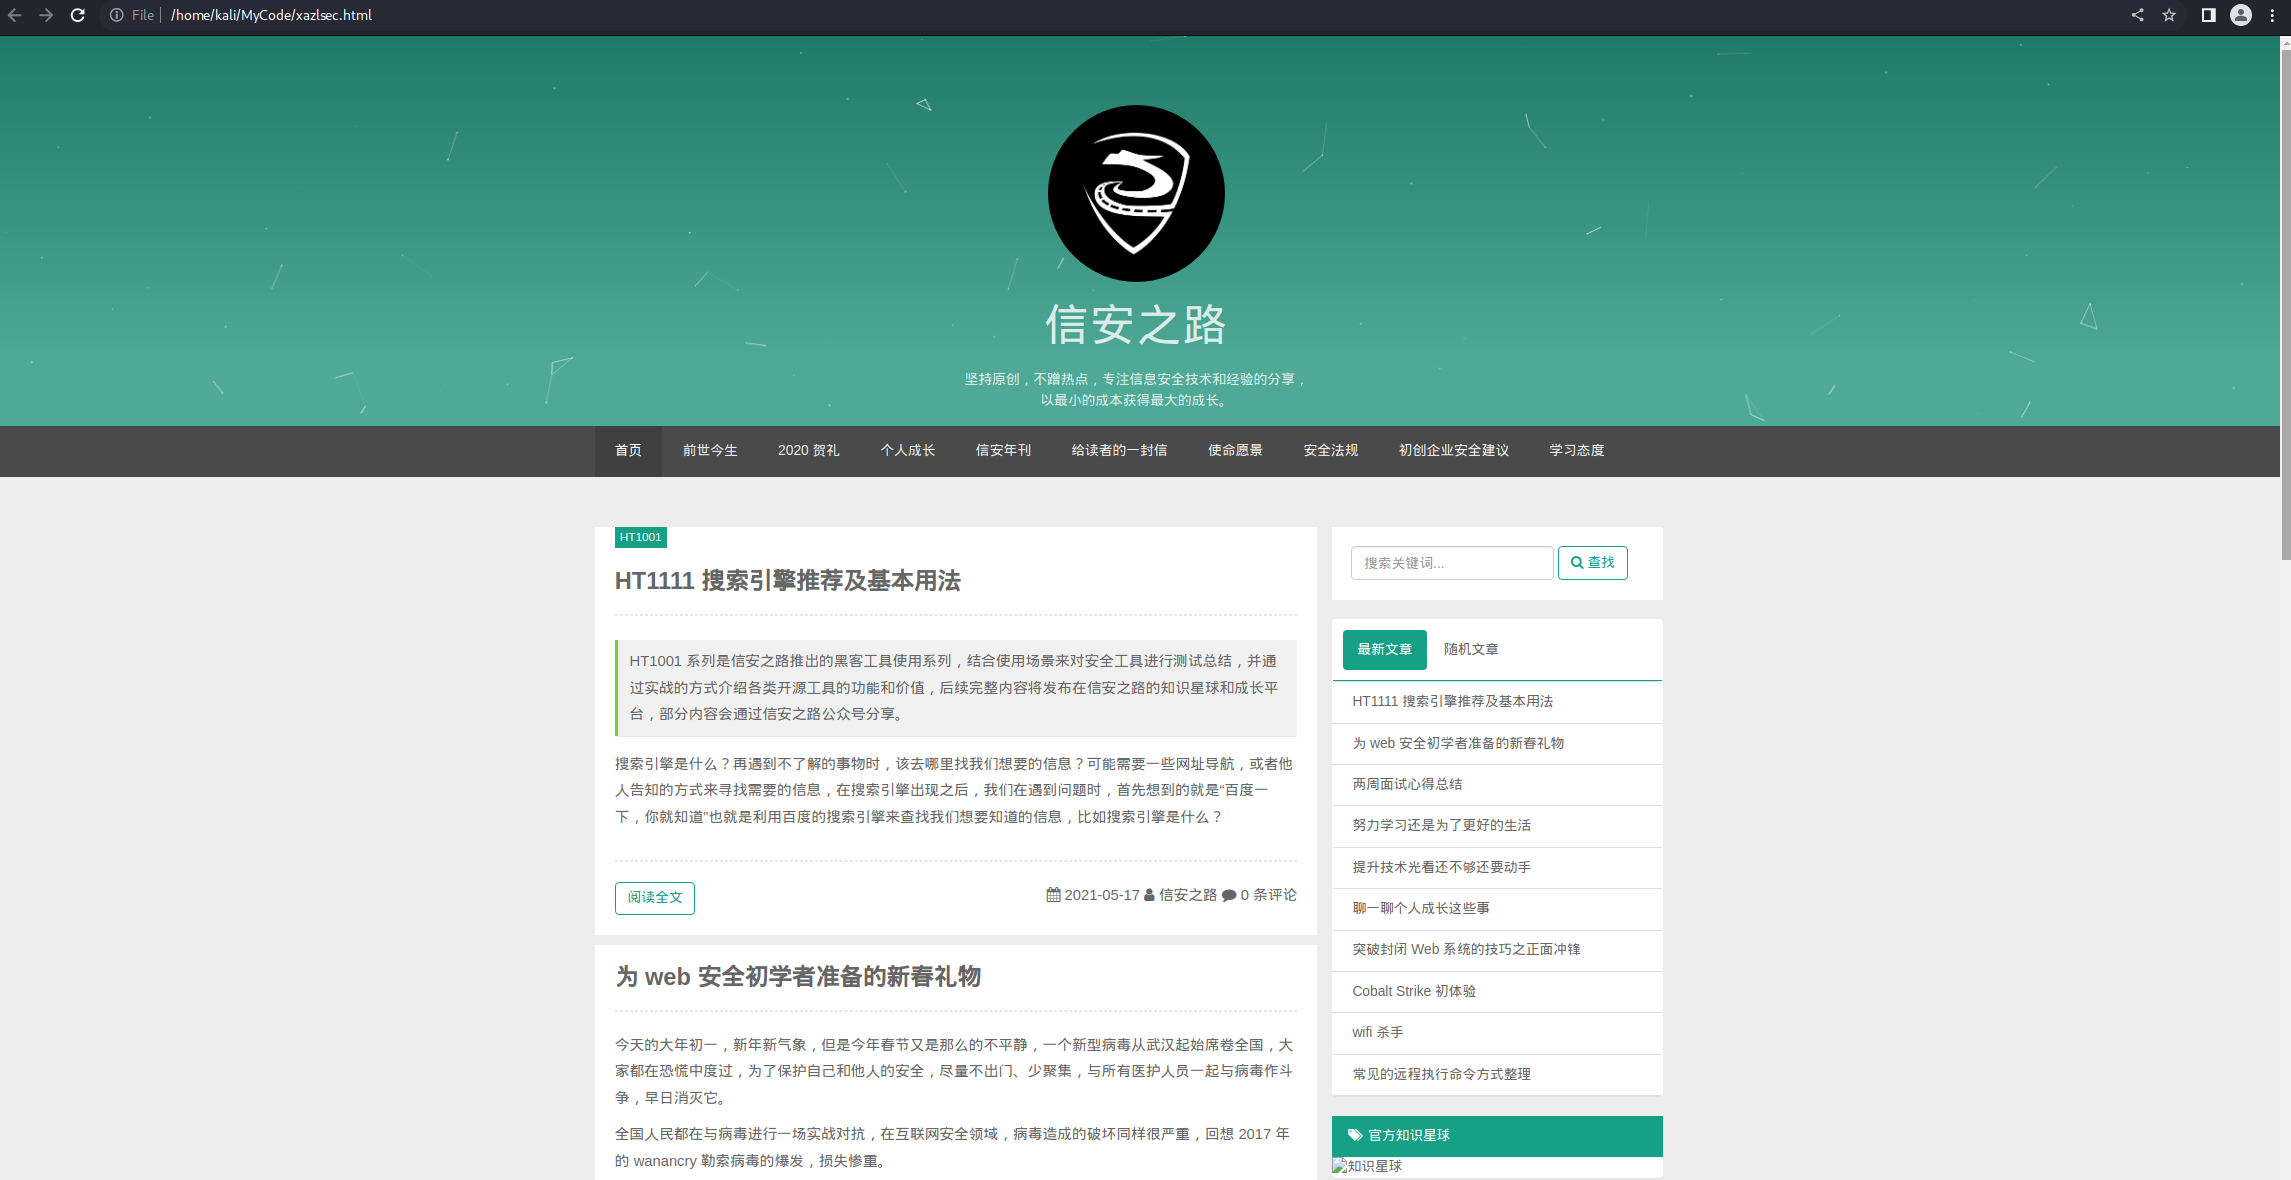 File
/home/kali/MyCode/xazlsec.html
信安之路
坚持原创，不蹭热点，专注信息安全技术和经验的分享，
以最小的成本获得最大的成长。
首页 前世今生 2020 贺礼 个人成长 信安年刊 给读者的一封信 使命愿景 安全法规 初创企业安全建议 学习态度
HT1001
HT1111 搜索引擎推荐及基本用法
HT1001 系列是信安之路推出的黑客工具使用系列，结合使用场景来对安全工具进行测试总结，并通
过实战的方式介绍各类开源工具的功能和价值，后续完整内容将发布在信安之路的知识星球和成长平
台，部分内容会通过信安之路公众号分享。
搜索引擎是什么？再遇到不了解的事物时，该去哪里找我们想要的信息？可能需要一些网址导航，或者他
人告知的方式来寻找需要的信息，在搜索引擎出现之后，我们在遇到问题时，首先想到的就是“百度一
下，你就知道”也就是利用百度的搜索引擎来查找我们想要知道的信息，比如搜索引擎是什么？
阅读全文
2021-05-17 信安之路 0 条评论
为 web 安全初学者准备的新春礼物
今天的大年初一，新年新气象，但是今年春节又是那么的不平静，一个新型病毒从武汉起始席卷全国，大
家都在恐慌中度过，为了保护自己和他人的安全，尽量不出门、少聚集，与所有医护人员一起与病毒作斗
争，早日消灭它。
全国人民都在与病毒进行一场实战对抗，在互联网安全领域，病毒造成的破坏同样很严重，回想 2017 年
的 wanancry 勒索病毒的爆发，损失惨重。
搜索关键词...
查找
最新文章 随机文章
HT1111 搜索引擎推荐及基本用法
为 web 安全初学者准备的新春礼物
两周面试心得总结
努力学习还是为了更好的生活
提升技术光看还不够还要动手
聊一聊个人成长这些事
突破封闭 Web 系统的技巧之正面冲锋
Cobalt Strike 初体验
wifi 杀手
常见的远程执行命令方式整理
官方知识星球
知识星球